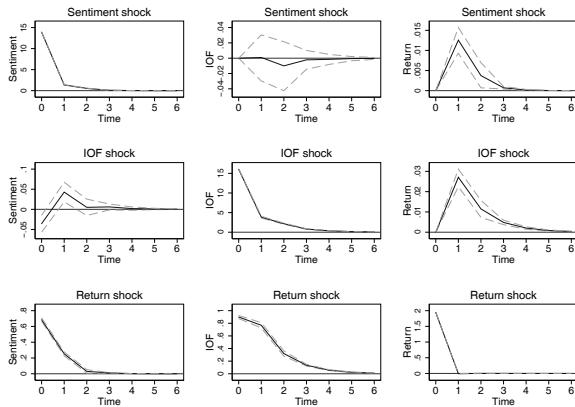 Sentiment shock
Sentiment
0 5 10 15
0 1 2 3 4 5 6
Time
Sentiment shock
IOF
-.04 -.02 0 .02 .04
0 1 2 3 4 5 6
Time
Sentiment shock
Return
0 .005 .01 .015
0 1 2 3 4 5 6
Time
IOF shock
Sentiment
-.05 0 .05 .1
0 1 2 3 4 5 6
Time
IOF shock
IOF
0 5 10 15
0 1 2 3 4 5 6
Time
IOF shock
Return
0 .01 .02 .03
0 1 2 3 4 5 6
Time
Return shock
Sentiment
0 .2 .4 .6 .8
0 1 2 3 4 5 6
Time
Return shock
IOF
0 .2 .4 .6 .8 1
0 1 2 3 4 5 6
Time
Return shock
Return
0 .5 1 1.5 2
0 1 2 3 4 5 6
Time